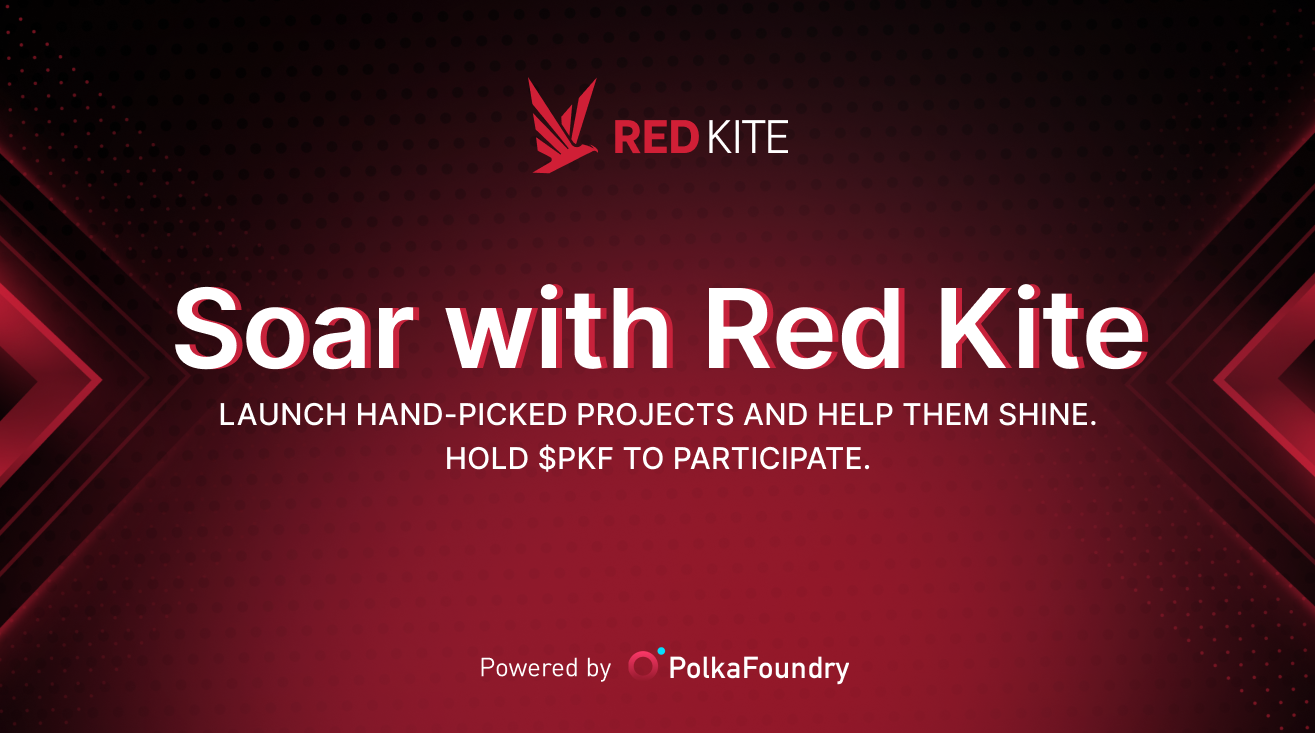 RED KITE
Soar with Red Kite
LAUNCH HAND-PICKED PROJECTS AND HELP THEM SHINE.
HOLD $PKF TO PARTICIPATE.
Powered by PolkaFoundry